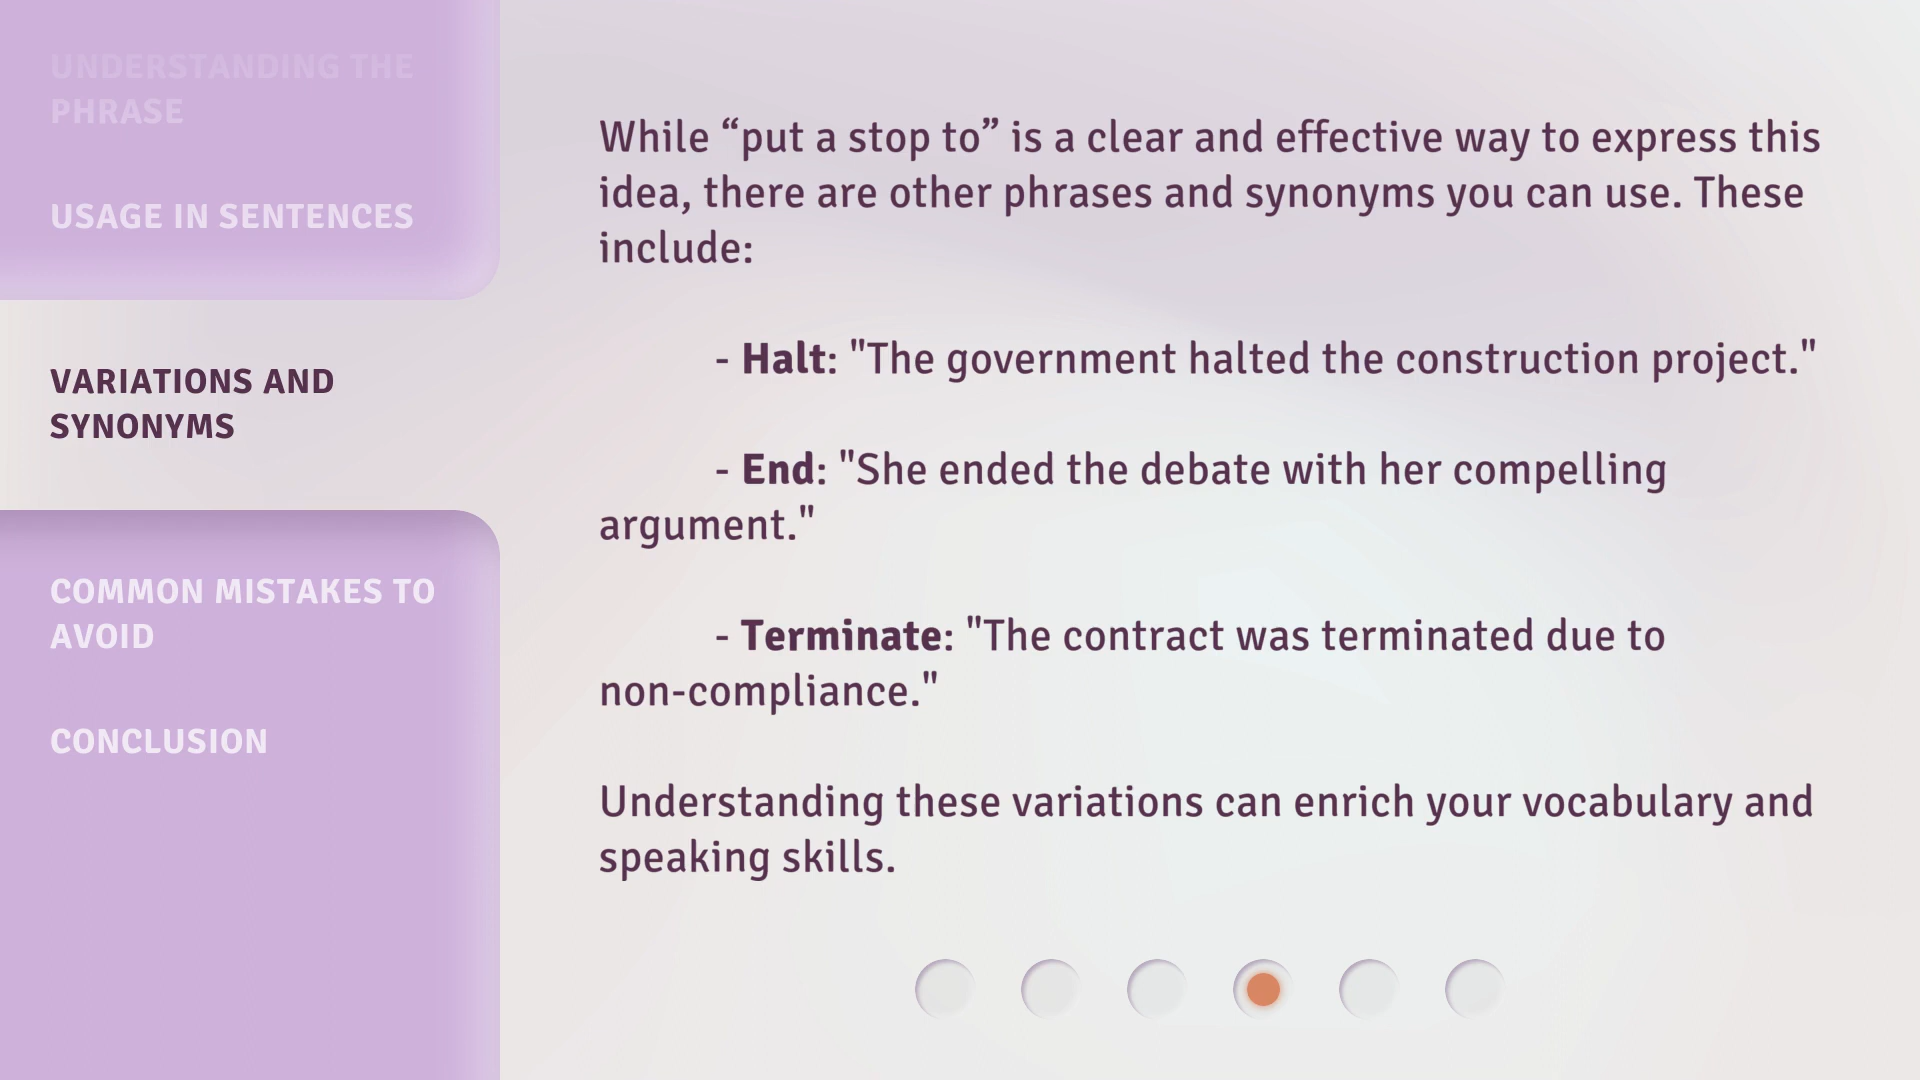 UNDERSTANDING THE
PHRASE
USAGE IN SENTENCES
VARIATIONS AND
SYNONYMS
COMMON MISTAKES TO
AVOID
CONCLUSION
While “put a stop to” is a clear and effective way to express this
idea, there are other phrases and synonyms you can use. These
include:
- Halt: "The government halted the construction project."
- End: "She ended the debate with her compelling
argument."
- Terminate: "The contract was terminated due to
non-compliance."
Understanding these variations can enrich your vocabulary and
speaking skills.